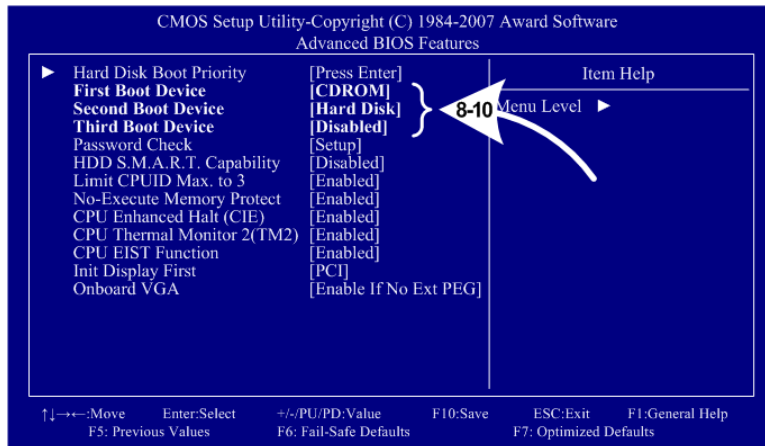 CMOS Setup Utility-Copyright (C) 1984-2007 Award Software
Advanced BIOS Features
▶ Hard Disk Boot Priority [Press Enter]
First Boot Device [CDROM]
Second Boot Device [Hard Disk]
Third Boot Device [Disabled]
Password Check [Setup]
HDD S.M.A.R.T. Capability [Disabled]
Limit CPUID Max. to 3 [Enabled]
No-Execute Memory Protect [Enabled]
CPU Enhanced Halt (CIE) [Enabled]
CPU Thermal Monitor 2(TM2) [Enabled]
CPU EIST Function [Enabled]
Init Display First [PCI]
Onboard VGA [Enable If No Ext PEG]
8-10
Item Help
Menu Level ▶
↑↓→←:Move Enter:Select +/-/PU/PD:Value F10:Save ESC:Exit F1:General Help
F5: Previous Values F6: Fail-Safe Defaults F7: Optimized Defaults